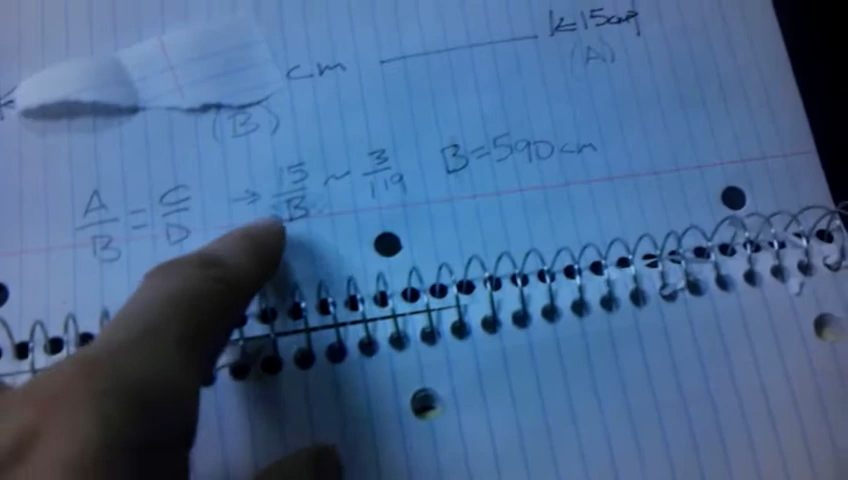 cm k=15cm
(B) (A)
A/B = C/D → 15/B ~ 3/119 B=590cm